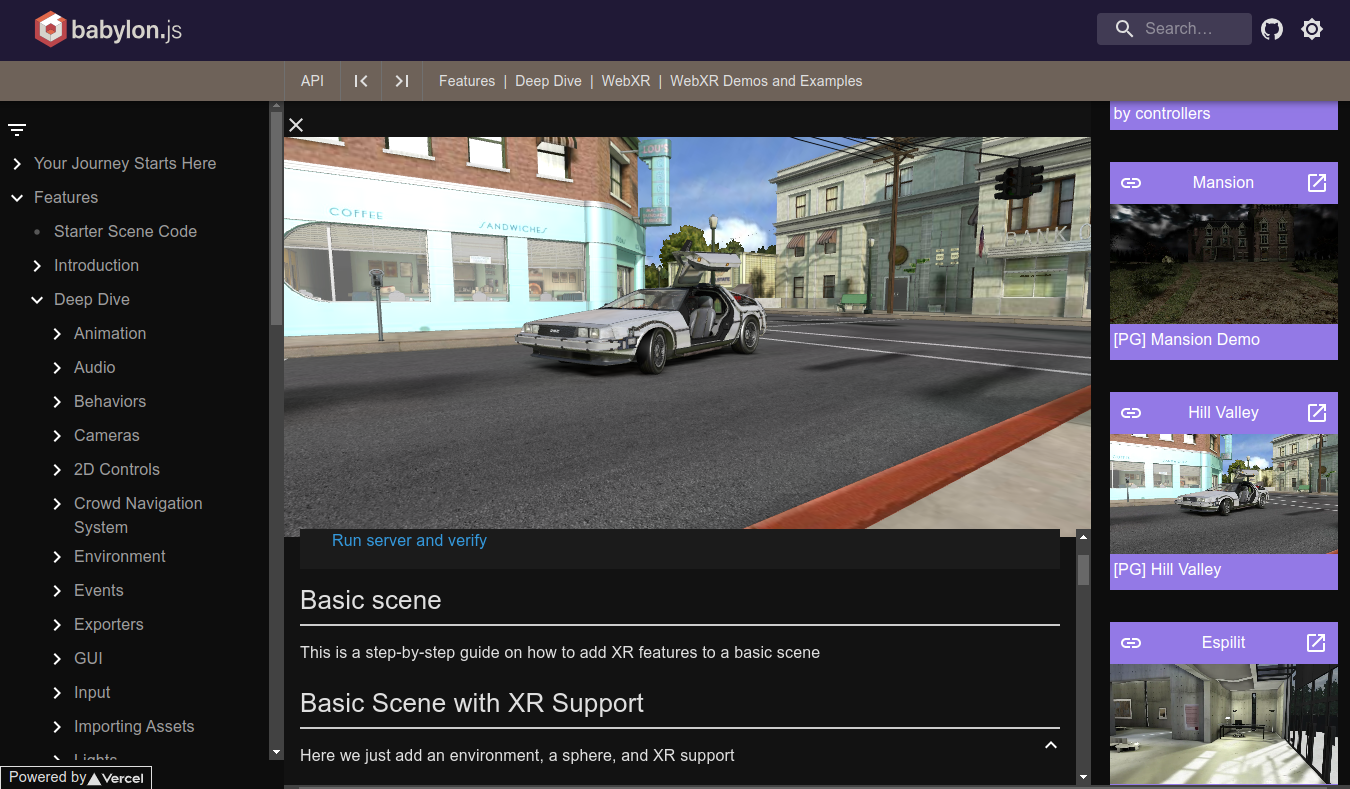 babylon.js
Search...
API
Features | Deep Dive | WebXR | WebXR Demos and Examples
Your Journey Starts Here
Features
Starter Scene Code
Introduction
Deep Dive
Animation
Audio
Behaviors
Cameras
2D Controls
Crowd Navigation
System
Environment
Events
Exporters
GUI
Input
Importing Assets
Lights
Powered by Vercel
LOU'S
COFFEE
SANDWICHES
BANK
Run server and verify
Basic scene
This is a step-by-step guide on how to add XR features to a basic scene
Basic Scene with XR Support
Here we just add an environment, a sphere, and XR support
by controllers
Mansion
[PG] Mansion Demo
Hill Valley
[PG] Hill Valley
Espilit